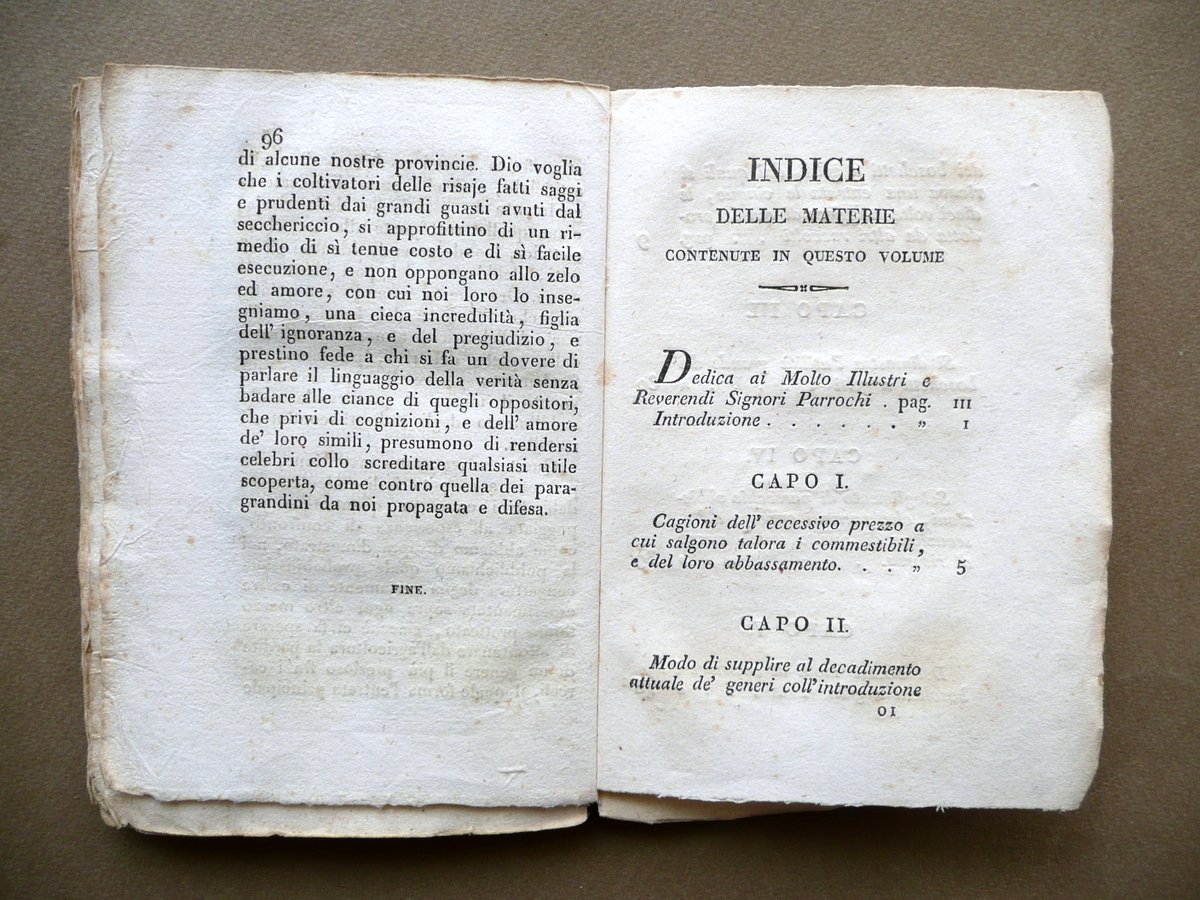 96
di alcune nostre provincie. Dio voglia
che i coltivatori delle risaje fatti saggi
e prudenti dai grandi guasti avuti dal
secchericcio, si approfittino di un ri-
medio di sì tenue costo e di sì facile
esecuzione, e non oppongano allo zelo
ed amore, con cui noi loro lo inse-
gniamo, una cieca incredulità, figlia
dell' ignoranza, e del pregiudizio, e
prestino fede a chi si fa un dovere di
parlare il linguaggio della verità senza
badare alle ciance di quegli oppositori,
che privi di cognizioni, e dell' amore
de' loro simili, presumono di rendersi
celebri collo screditare qualsiasi utile
scoperta, come contro quella dei para-
grandini da noi propagata e difesa.
FINE.
INDICE
DELLE MATERIE
CONTENUTE IN QUESTO VOLUME
Dedica ai Molto Illustri e
Reverendi Signori Parrochi . pag. III
Introduzione . . . . . . . „ I
CAPO I.
Cagioni dell' eccessivo prezzo a
cui salgono talora i commestibili,
e del loro abbassamento. . . „ 5
CAPO II.
Modo di supplire al decadimento
attuale de' generi coll' introduzione
01